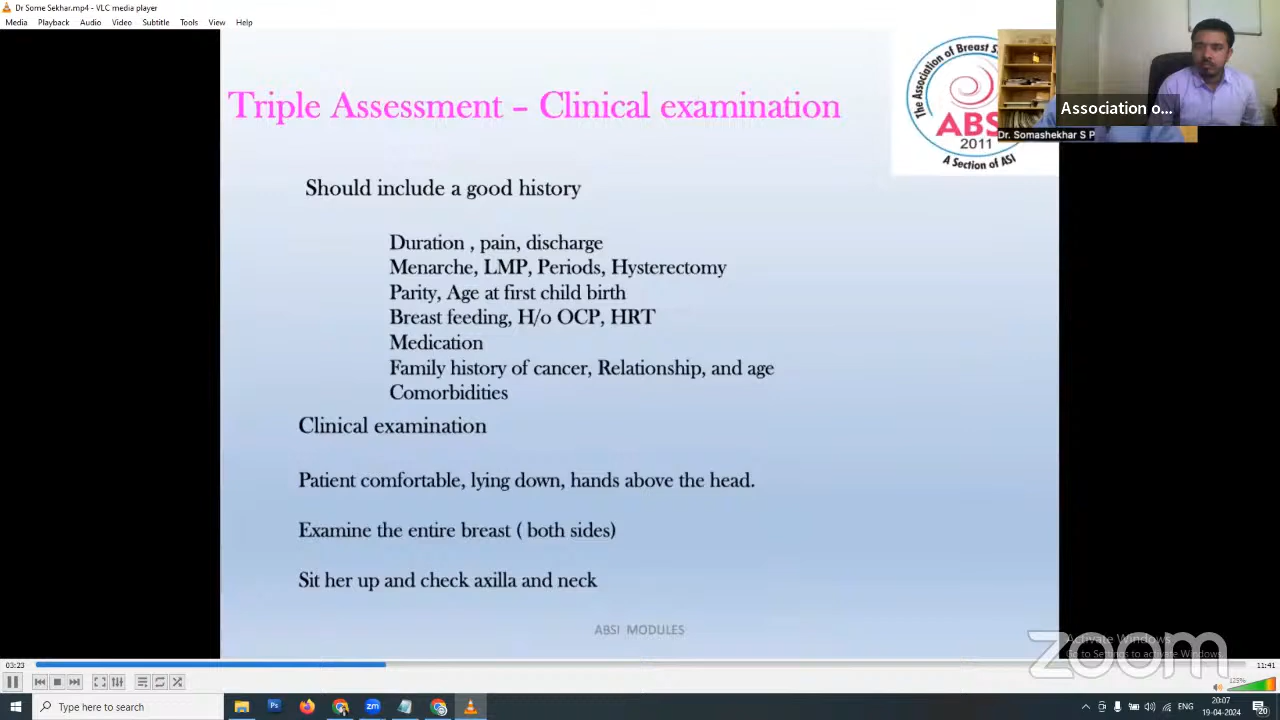 Dr Some Sekhar.mp4 - VLC media player
Media Playback Audio Video Subtitle Tools View Help
Triple Assessment – Clinical examination
The Association of Breast
ABS
2011
A Section of ASI
Association o...
Dr. Somashekhar S P
Should include a good history
Duration , pain, discharge
Menarche, LMP, Periods, Hysterectomy
Parity, Age at first child birth
Breast feeding, H/o OCP, HRT
Medication
Family history of cancer, Relationship, and age
Comorbidities
Clinical examination
Patient comfortable, lying down, hands above the head.
Examine the entire breast ( both sides)
Sit her up and check axilla and neck
ABSI MODULES
zoom
Activate Windows
Go to Settings to activate Windows.
03:23
11:41
125%
Type here to search
ENG
20:07
19-04-2024
20